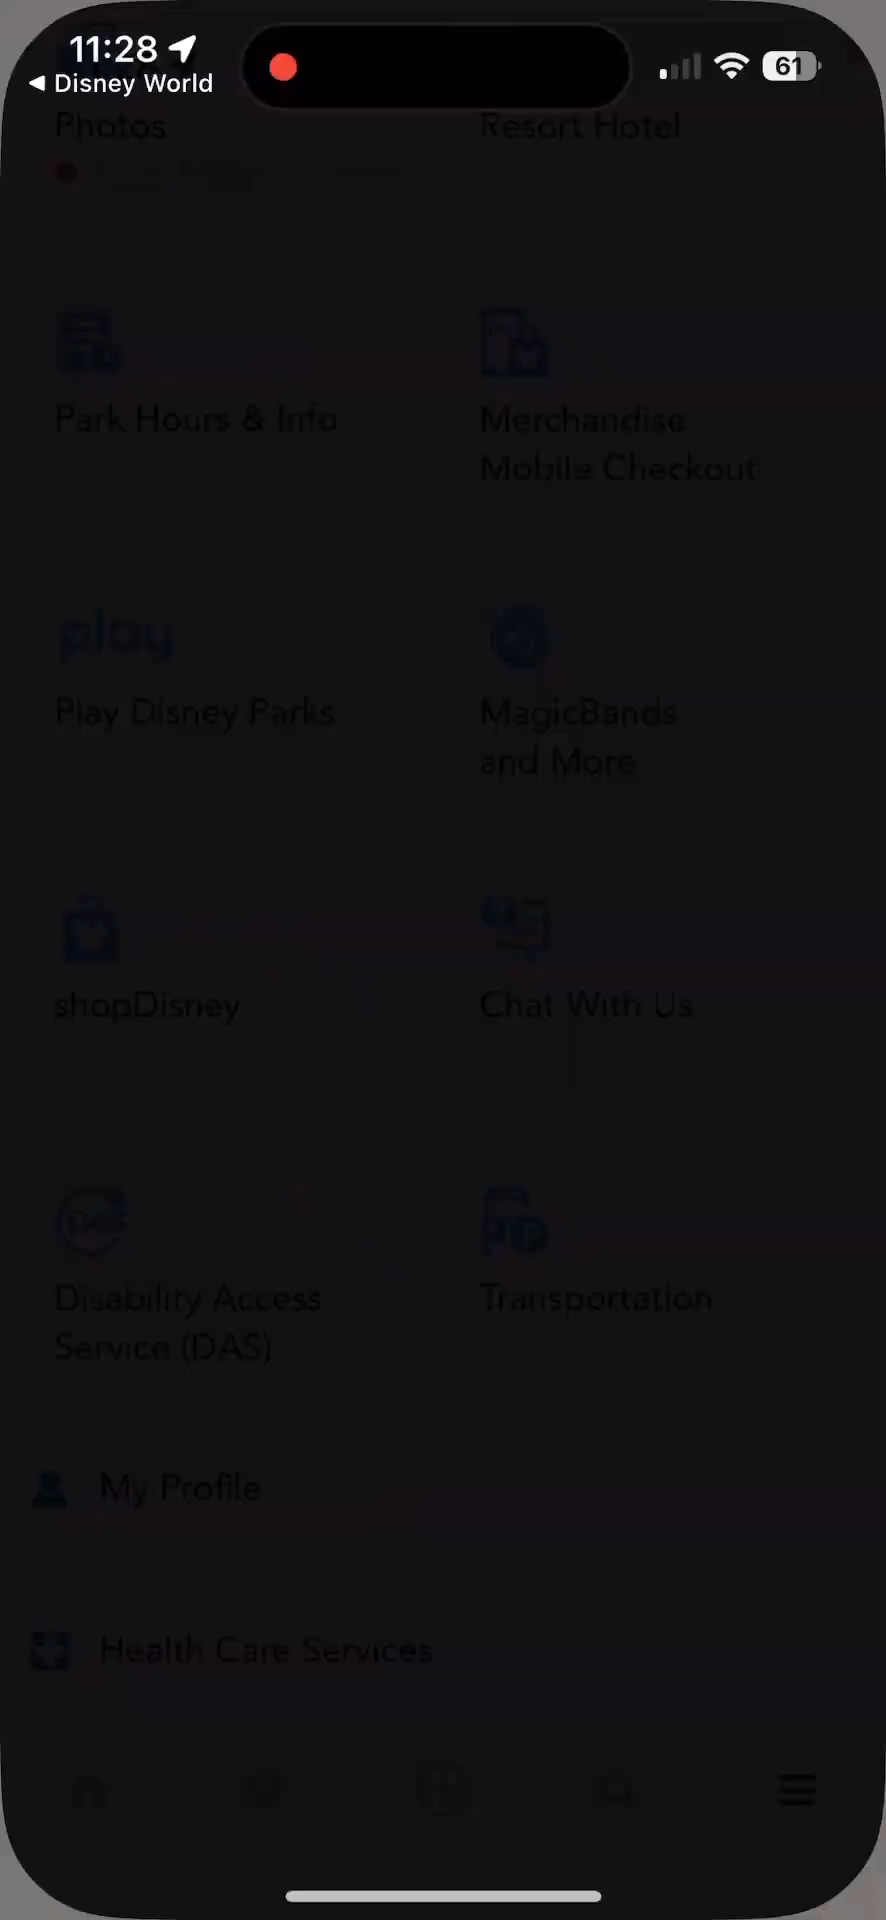 11:28
61
◀ Disney World
Photos
Resort Hotel
Park Hours & Info
Merchandise
Mobile Checkout
play
Play Disney Parks
MagicBands
and More
shopDisney
Chat With Us
DAS
Disability Access
Service (DAS)
Transportation
My Profile
Health Care Services